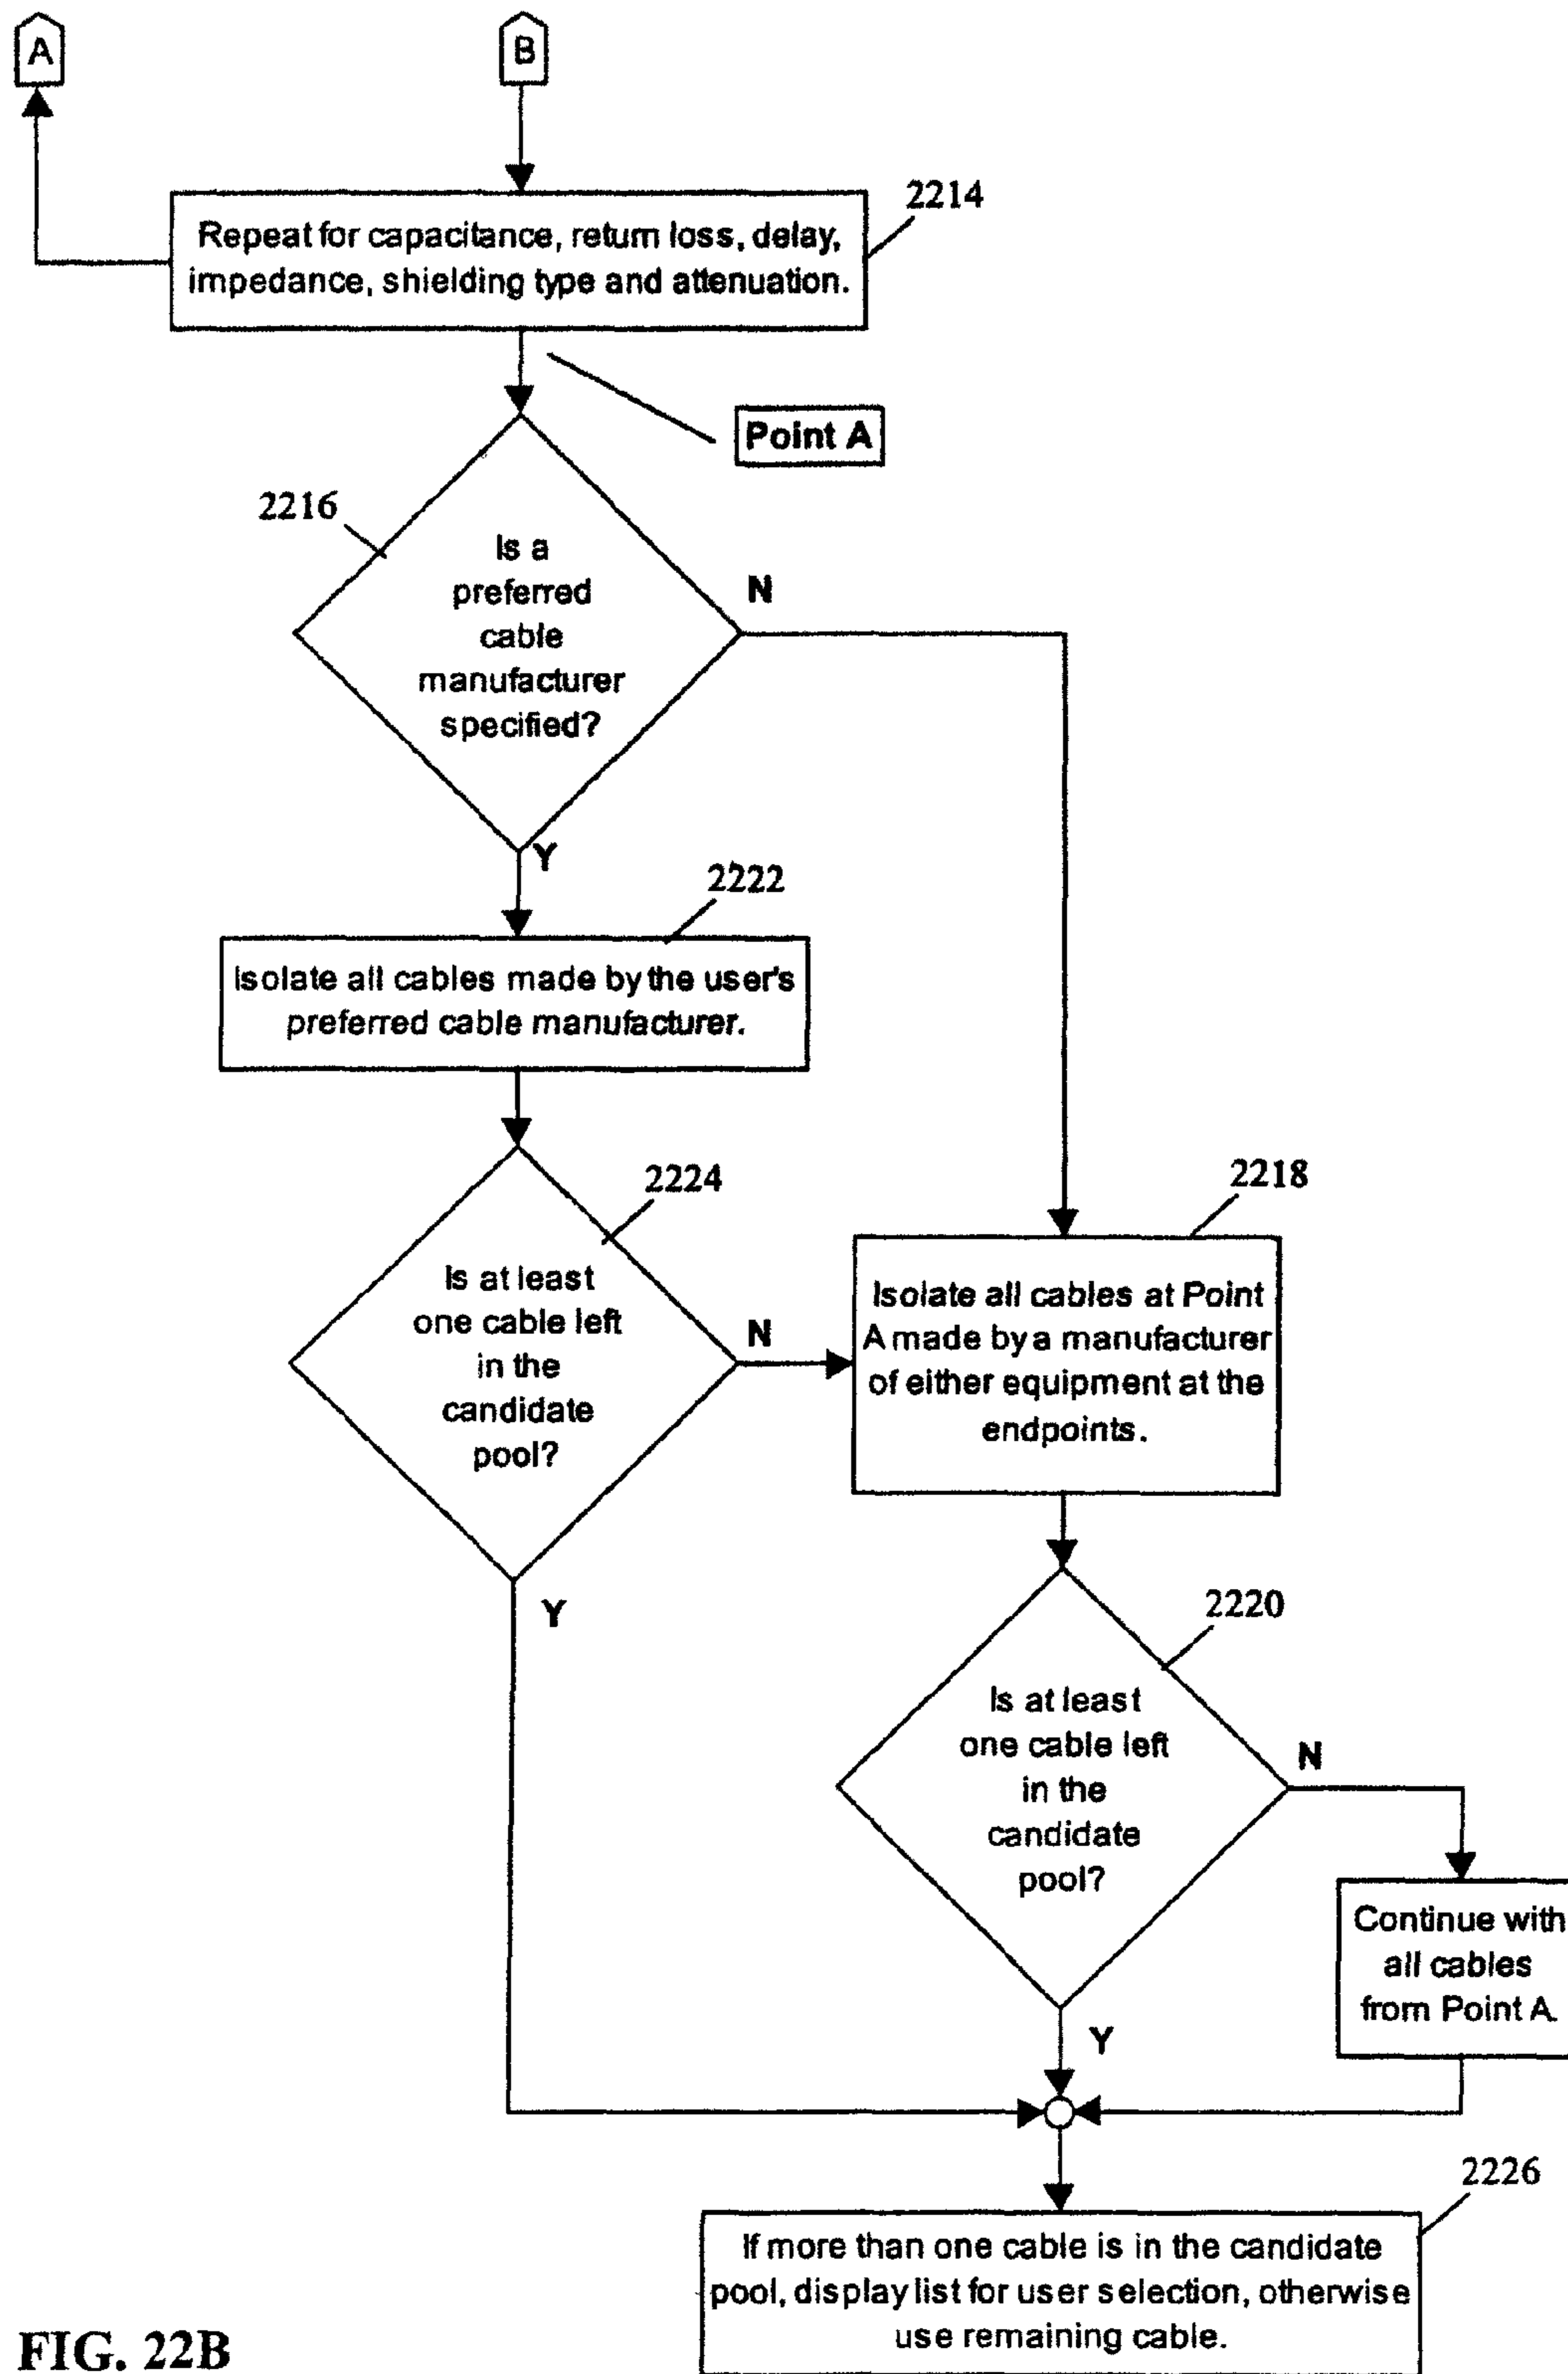 A
B
2214
Repeat for capacitance, return loss, delay,
impedance, shielding type and attenuation.
Point A
2216
Is a
preferred
cable
manufacturer
specified?
N
Y
2222
Isolate all cables made by the user's
preferred cable manufacturer.
2224
Is at least
one cable left
in the
candidate
pool?
N
Y
2218
Isolate all cables at Point
A made by a manufacturer
of either equipment at the
endpoints.
2220
Is at least
one cable left
in the
candidate
pool?
N
Y
Continue with
all cables
from Point A.
2226
If more than one cable is in the candidate
pool, display list for user selection, otherwise
use remaining cable.
FIG. 22B